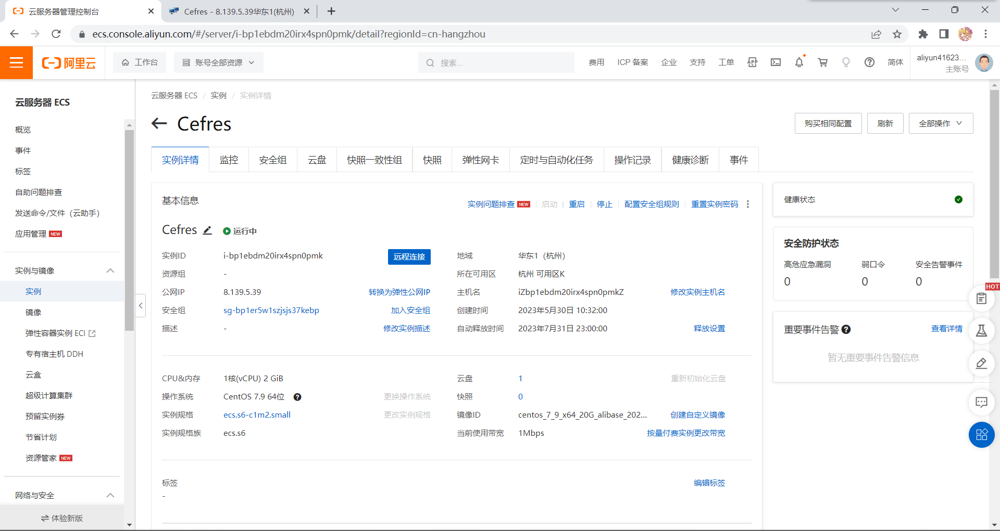 云服务器管理控制台
Cefres - 8.139.5.39华东1(杭州)
ecs.console.aliyun.com/#/server/i-bp1ebdm20irx4spn0pmk/detail?regionId=cn-hangzhou
阿里云
工作台
账号全部资源
搜索...
费用
ICP 备案
企业
支持
工单
APP
简体
aliyun41623...
主账号
云服务器 ECS
概览
事件
标签
自助问题排查
发送命令/文件（云助手）
应用管理 NEW
实例与镜像
实例
镜像
弹性容器实例 ECI
专有宿主机 DDH
云盒
超级计算集群
预留实例券
节省计划
资源管家 NEW
网络与安全
体验新版
云服务器 ECS / 实例 / 实例详情
Cefres
购买相同配置
刷新
全部操作
实例详情
监控
安全组
云盘
快照一致性组
快照
弹性网卡
定时与自动化任务
操作记录
健康诊断
事件
基本信息
实例问题排查 NEW
启动
重启
停止
配置安全组规则
重置实例密码
Cefres
运行中
实例ID i-bp1ebdm20irx4spn0pmk 远程连接
地域 华东1（杭州）
资源组 -
所在可用区 杭州 可用区K
公网IP 8.139.5.39 转换为弹性公网IP
主机名 iZbp1ebdm20irx4spn0pmkZ 修改实例主机名
安全组 sg-bp1er5w1szjsjs37kebp 加入安全组
创建时间 2023年5月30日 10:32:00
描述 - 修改实例描述
自动释放时间 2023年7月31日 23:00:00 释放设置
CPU&内存 1核(vCPU) 2 GiB
云盘 1 重新初始化云盘
操作系统 CentOS 7.9 64位 更换操作系统
快照 0
实例规格 ecs.s6-c1m2.small 更改实例规格
镜像ID centos_7_9_x64_20G_alibase_202... 创建自定义镜像
实例规格族 ecs.s6
当前使用带宽 1Mbps 按量付费实例更改带宽
标签 编辑标签
-
健康状态
安全防护状态
高危应急漏洞 弱口令 安全告警事件
0 0 0
HOT
重要事件告警 查看详情
暂无重要事件告警信息